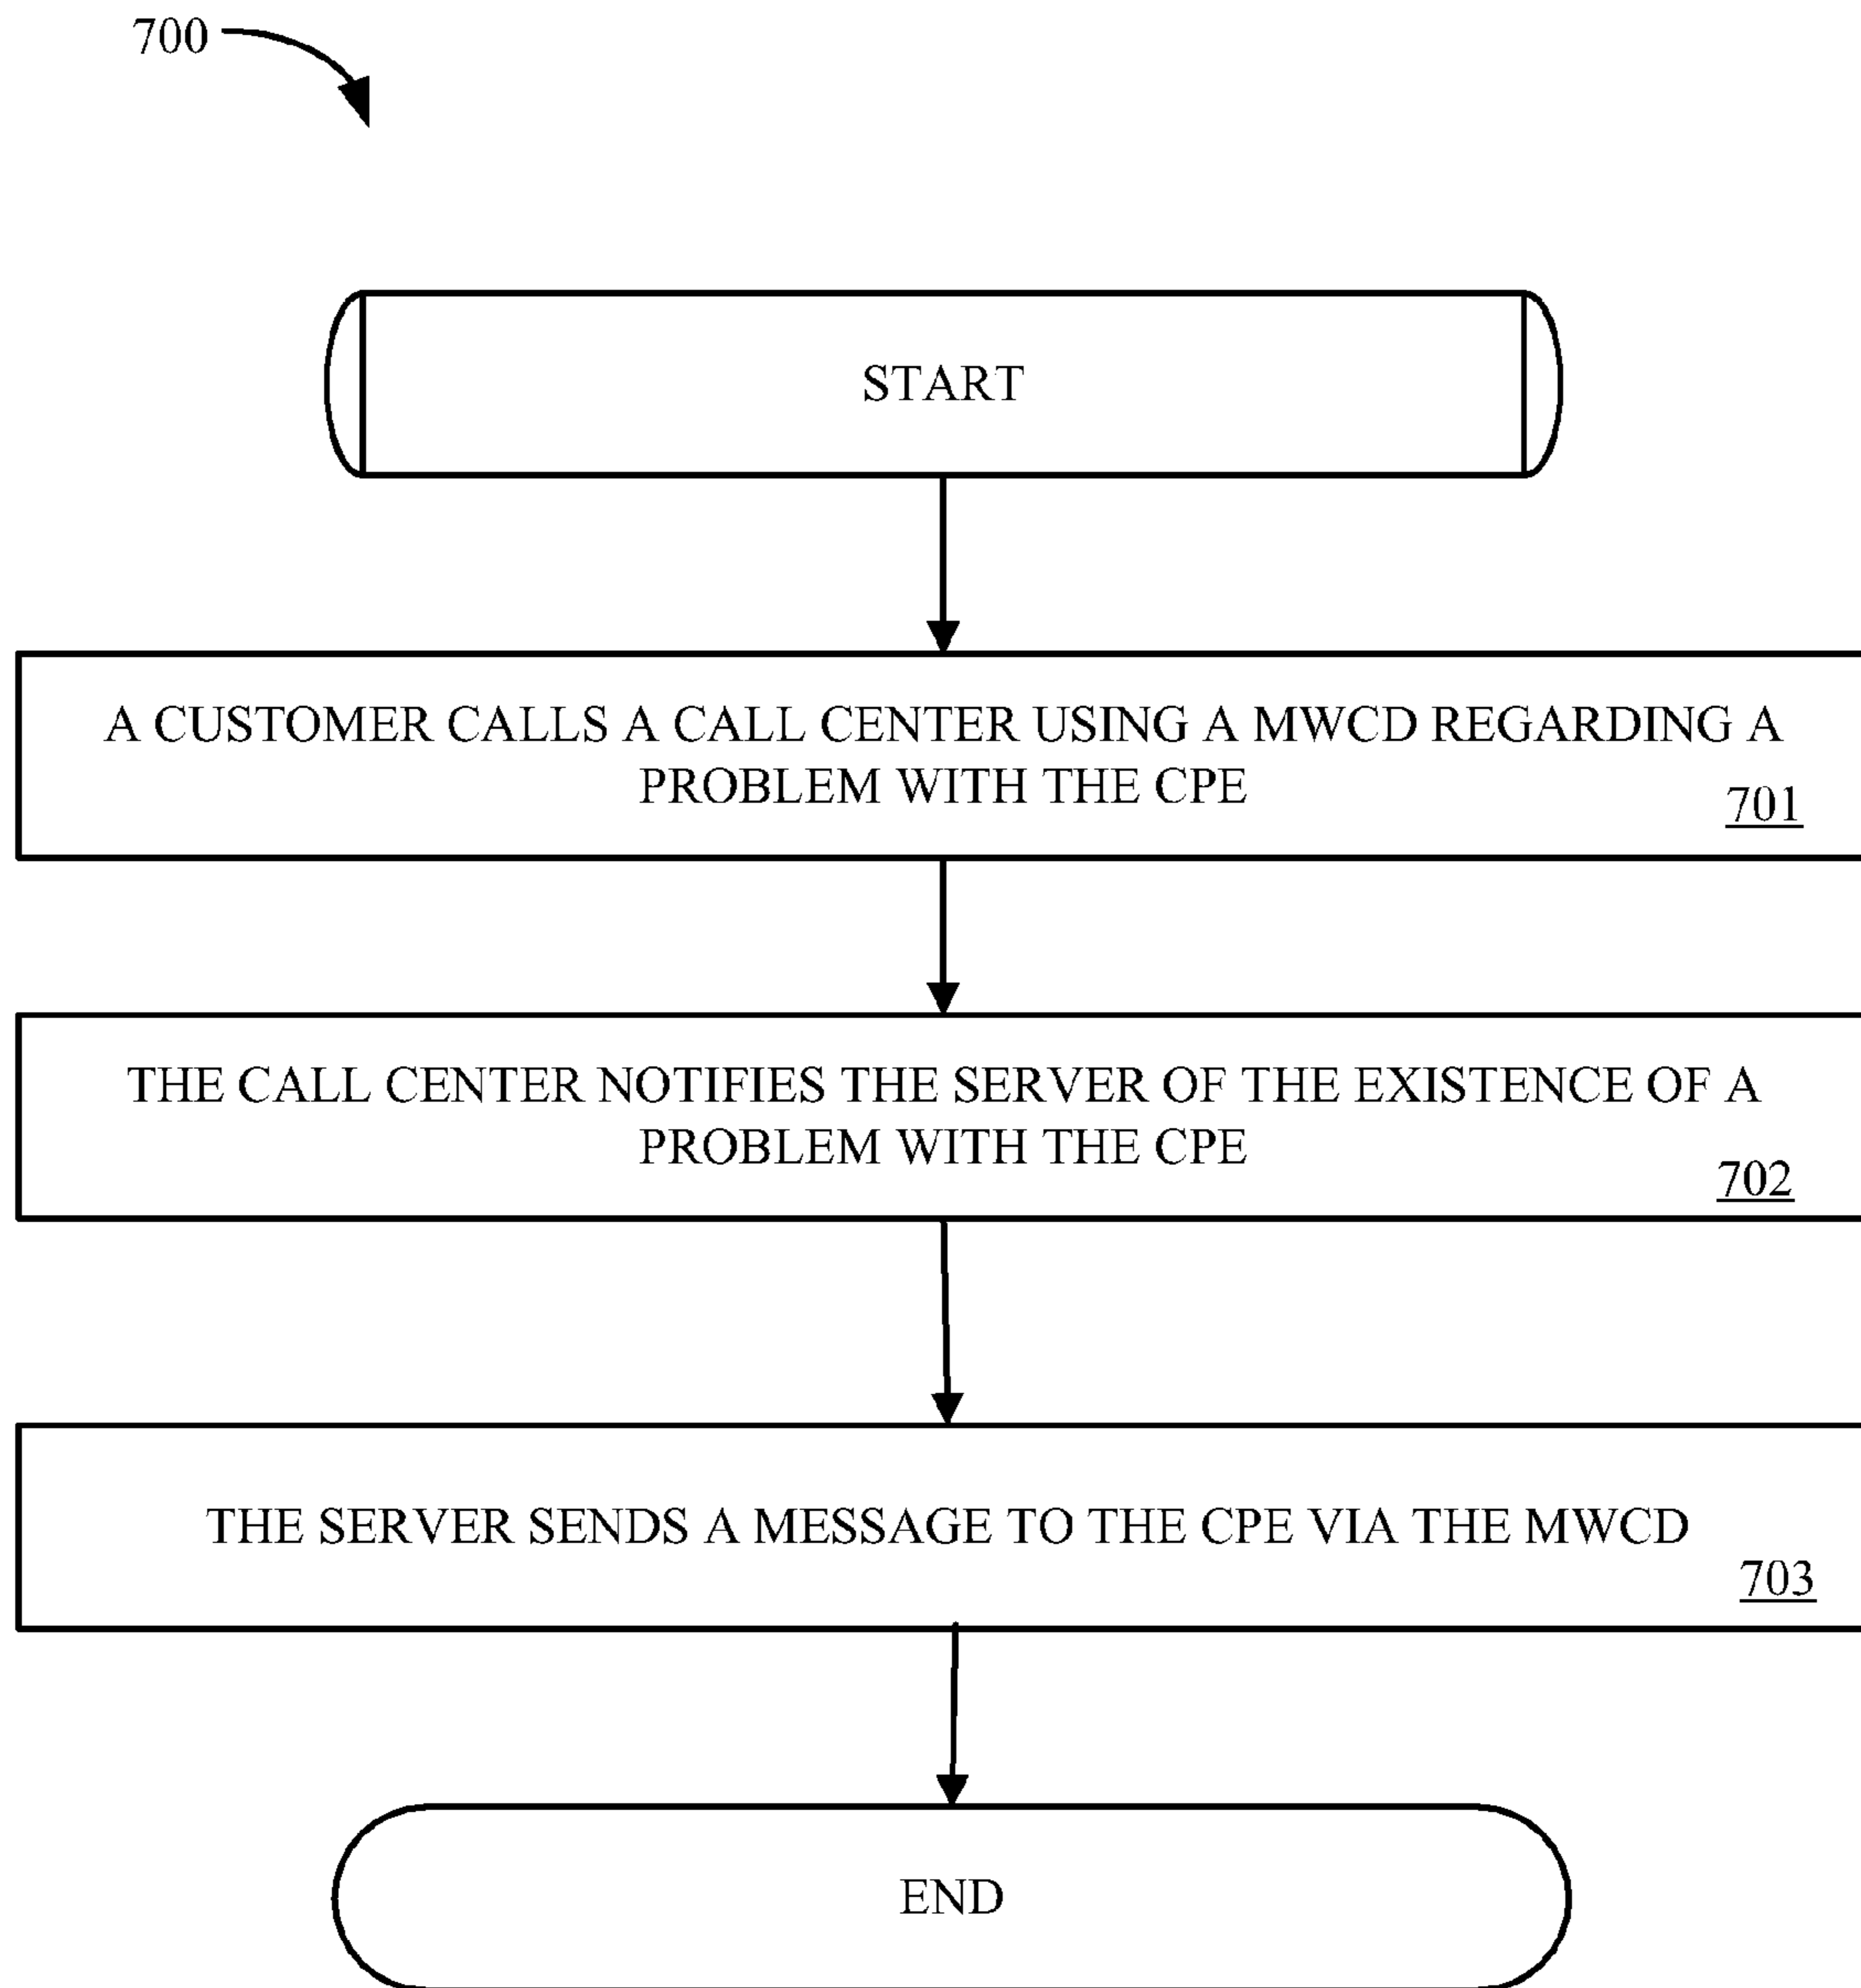 700
START
A CUSTOMER CALLS A CALL CENTER USING A MWCD REGARDING A
PROBLEM WITH THE CPE
701
THE CALL CENTER NOTIFIES THE SERVER OF THE EXISTENCE OF A
PROBLEM WITH THE CPE
702
THE SERVER SENDS A MESSAGE TO THE CPE VIA THE MWCD
703
END